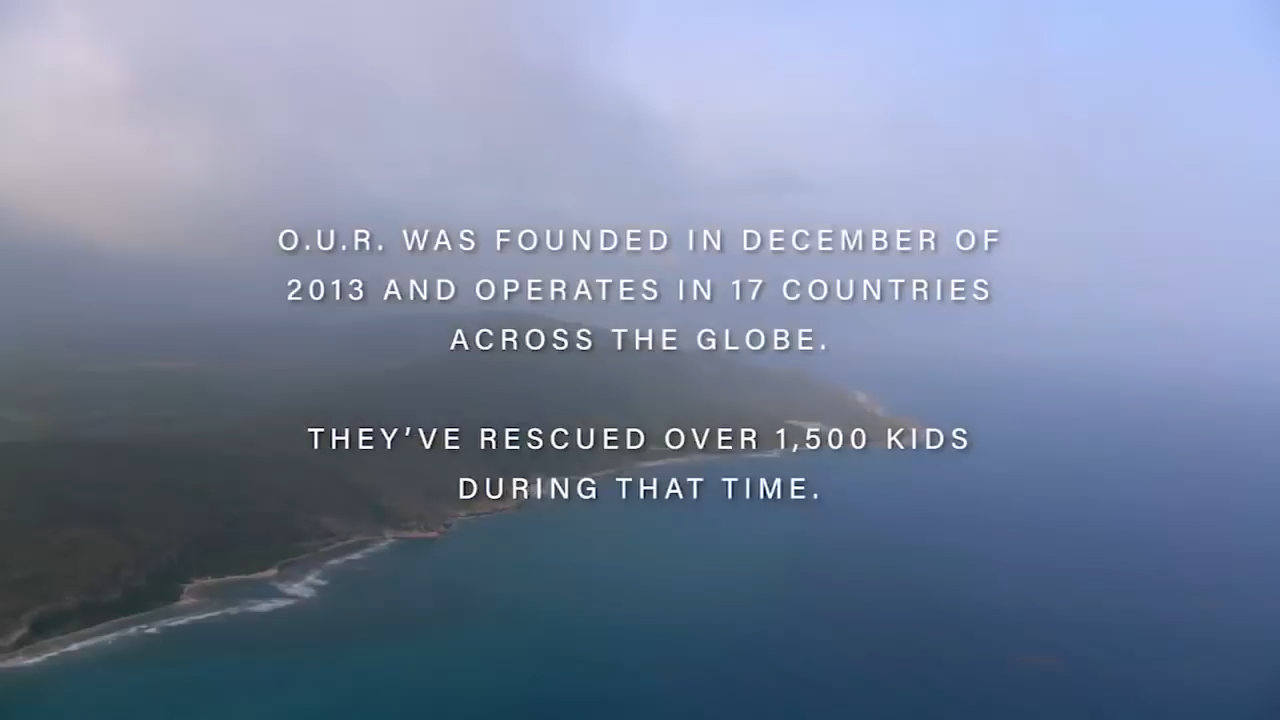 O.U.R. WAS FOUNDED IN DECEMBER OF
2013 AND OPERATES IN 17 COUNTRIES
ACROSS THE GLOBE.
THEY’VE RESCUED OVER 1,500 KIDS
DURING THAT TIME.